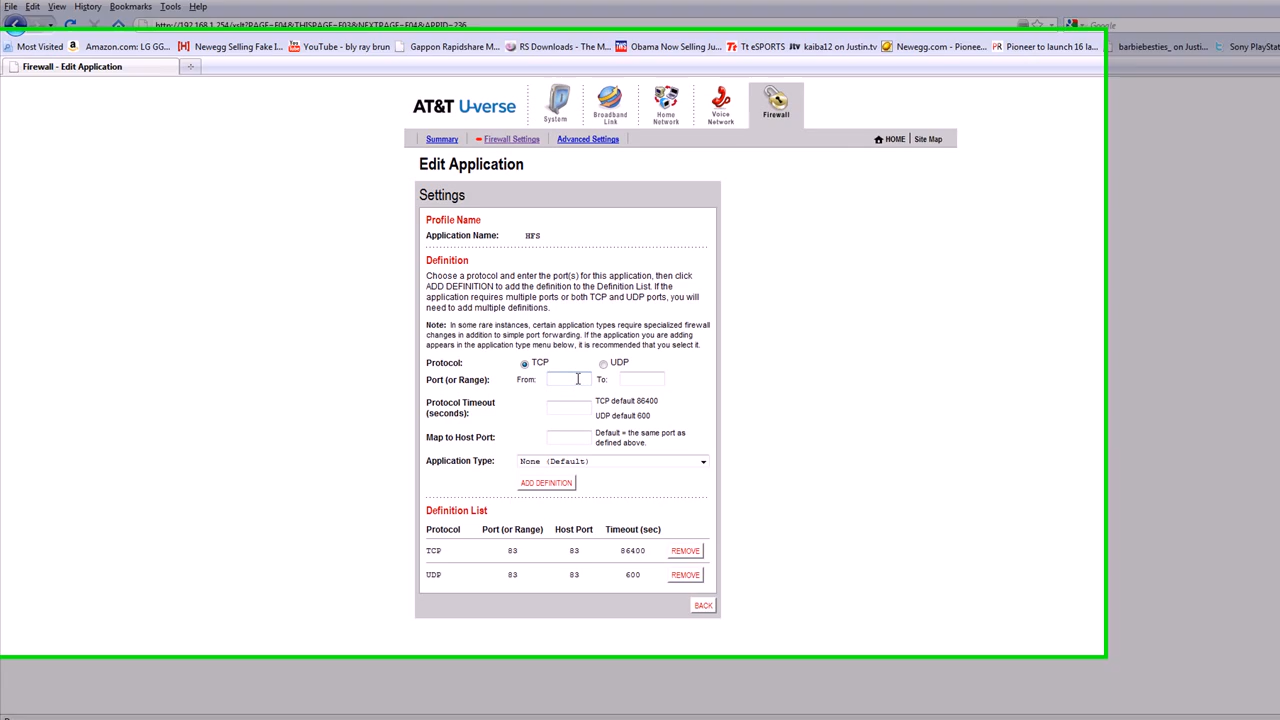 File Edit View History Bookmarks Tools Help
http://192.168.1.254/xslt?PAGE=E04&THISPAGE=E03&NEXTPAGE=E04&APPID=236
Google
Most Visited Amazon.com: LG GG... Newegg Selling Fake I... YouTube - bly ray brun Gappon Rapidshare M... RS Downloads - The M... Obama Now Selling Ju... Tt eSPORTS kaiba12 on Justin.tv Newegg.com - Pionee... Pioneer to launch 16 la... barbiebesties_ on Justi... Sony PlayStat
Firewall - Edit Application
AT&T U-verse
System
Broadband Link
Home Network
Voice Network
Firewall
Summary Firewall Settings Advanced Settings HOME Site Map
Edit Application
Settings
Profile Name
Application Name: HFS
Definition
Choose a protocol and enter the port(s) for this application, then click
ADD DEFINITION to add the definition to the Definition List. If the
application requires multiple ports or both TCP and UDP ports, you will
need to add multiple definitions.
Note: In some rare instances, certain application types require specialized firewall
changes in addition to simple port forwarding. If the application you are adding
appears in the application type menu below, it is recommended that you select it.
Protocol: TCP UDP
Port (or Range): From: To:
Protocol Timeout (seconds): TCP default 86400
UDP default 600
Map to Host Port: Default = the same port as defined above.
Application Type: None (Default)
ADD DEFINITION
Definition List
Protocol Port (or Range) Host Port Timeout (sec)
TCP 83 83 86400 REMOVE
UDP 83 83 600 REMOVE
BACK